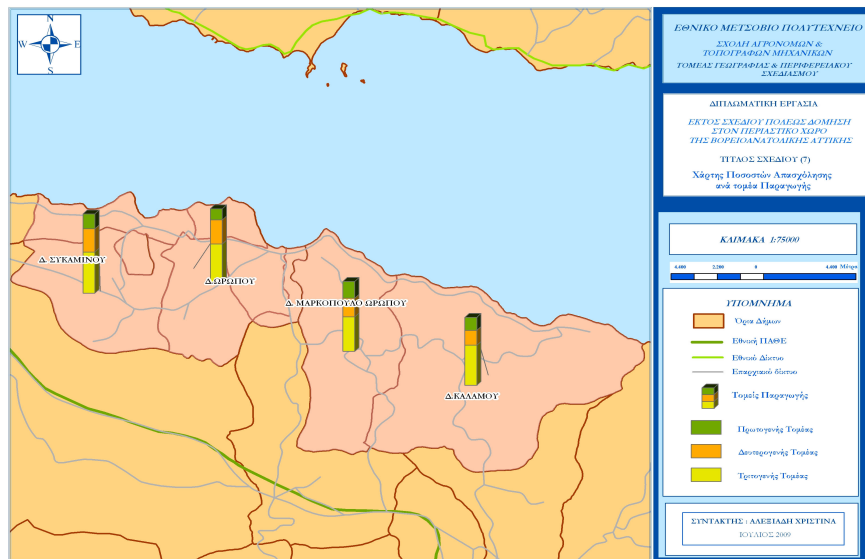 N
W E
S
Δ. ΣΥΚΑΜΙΝΟΥ
Δ.ΩΡΩΠΟΥ
Δ. ΜΑΡΚΟΠΟΥΛΟ ΩΡΩΠΟΥ
Δ.ΚΑΛΑΜΟΥ
ΕΘΝΙΚΟ ΜΕΤΣΟΒΙΟ ΠΟΛΥΤΕΧΝΕΙΟ
ΣΧΟΛΗ ΑΓΡΟΝΟΜΩΝ &
ΤΟΠΟΓΡΑΦΩΝ ΜΗΧΑΝΙΚΩΝ
ΤΟΜΕΑΣ ΓΕΩΓΡΑΦΙΑΣ & ΠΕΡΙΦΕΡΕΙΑΚΟΥ
ΣΧΕΔΙΑΣΜΟΥ
ΔΙΠΛΩΜΑΤΙΚΗ ΕΡΓΑΣΙΑ
ΕΚΤΟΣ ΣΧΕΔΙΟΥ ΠΟΛΕΩΣ ΔΟΜΗΣΗ
ΣΤΟΝ ΠΕΡΙΑΣΤΙΚΟ ΧΩΡΟ
ΤΗΣ ΒΟΡΕΙΟΑΝΑΤΟΛΙΚΗΣ ΑΤΤΙΚΗΣ
ΤΙΤΛΟΣ ΣΧΕΔΙΟΥ (7)
Χάρτης Ποσοστών Απασχόλησης
ανά τομέα Παραγωγής
ΚΛΙΜΑΚΑ 1:75000
4,400 2,200 0 4,400 Μέτρα
ΥΠΟΜΝΗΜΑ
Όρια Δήμων
Εθνική ΠΑΘΕ
Εθνικό Δίκτυο
Επαρχιακό δίκτυο
Τομείς Παραγωγής
Πρωτογενής Τομέας
Δευτερογενής Τομέας
Τριτογενής Τομέας
ΣΥΝΤΑΚΤΗΣ : ΑΛΕΞΙΑΔΗ ΧΡΙΣΤΙΝΑ
ΙΟΥΛΙΟΣ 2009